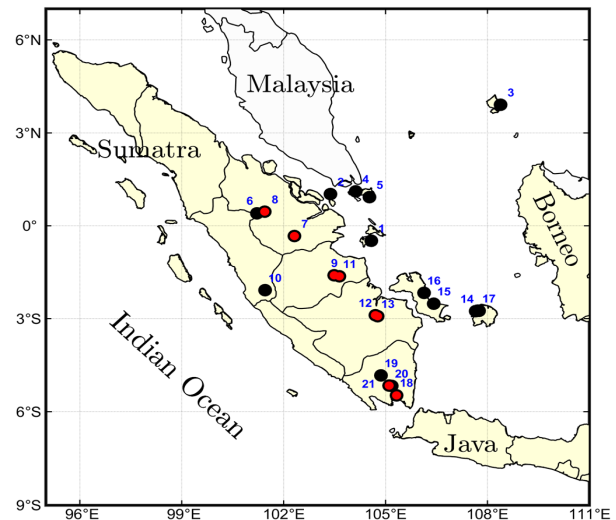 6°N
3
Malaysia
3°N
Sumatra
2
4
5
6
8
Borneo
0°
7
1
9
11
10
16
15
14
17
12
13
3°S
Indian Ocean
19
20
21
18
6°S
Java
9°S
96°E
99°E
102°E
105°E
108°E
111°E